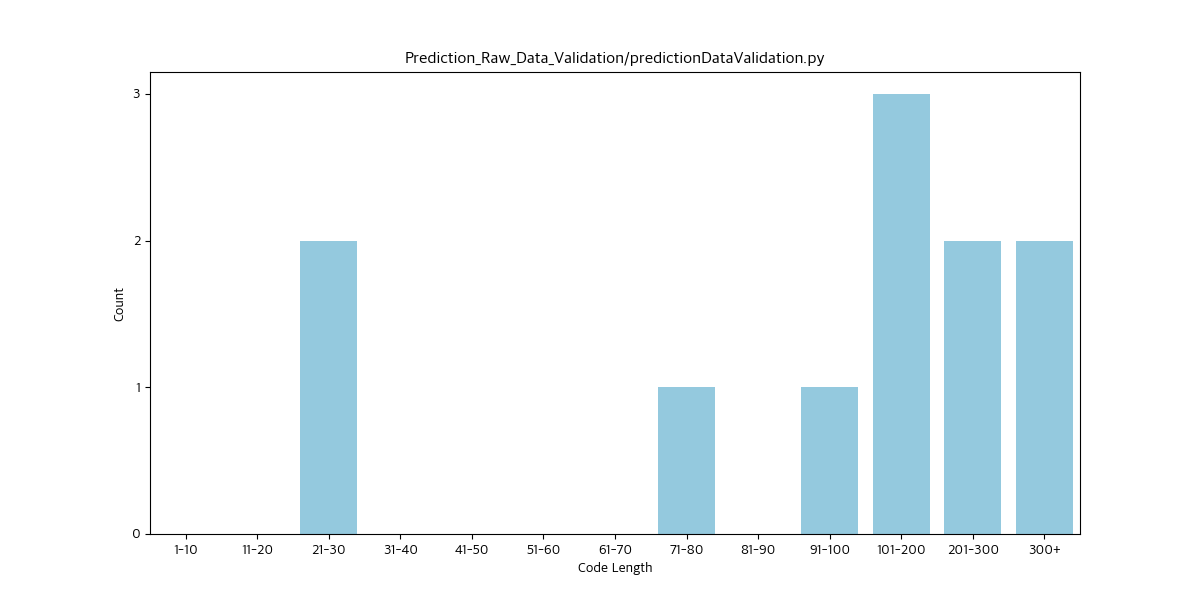 Prediction_Raw_Data_Validation/predictionDataValidation.py
3
2
1
0
Count
1-10 11-20 21-30 31-40 41-50 51-60 61-70 71-80 81-90 91-100 101-200 201-300 300+
Code Length